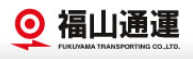 福山通運
FUKUYAMA TRANSPORTING CO.,LTD.